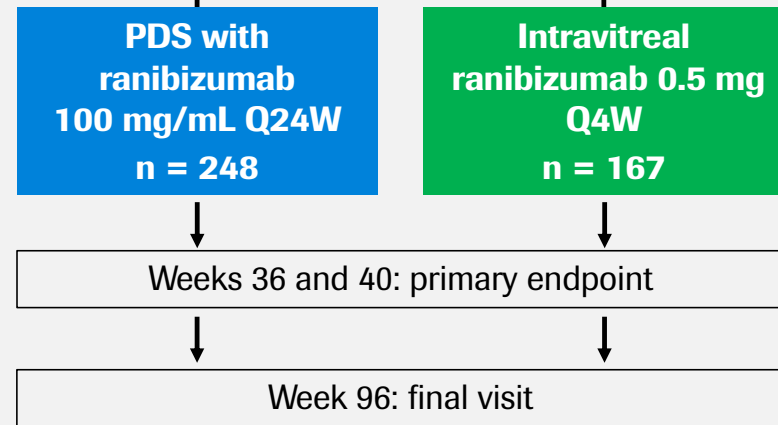 PDS with
ranibizumab
100 mg/mL Q24W
n = 248
Intravitreal
ranibizumab 0.5 mg
Q4W
n = 167
Weeks 36 and 40: primary endpoint
Week 96: final visit